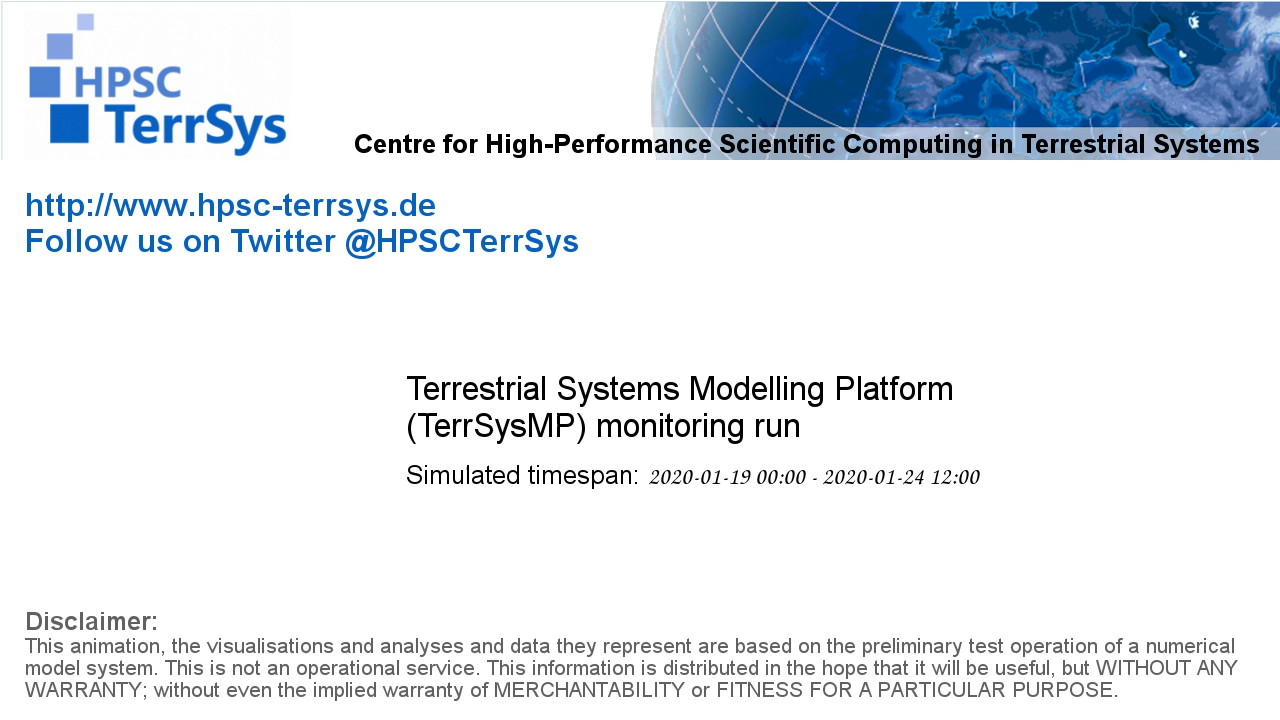 HPSC
TerrSys
Centre for High-Performance Scientific Computing in Terrestrial Systems
http://www.hpsc-terrsys.de
Follow us on Twitter @HPSCTerrSys
Terrestrial Systems Modelling Platform
(TerrSysMP) monitoring run
Simulated timespan: 2020-01-19 00:00 - 2020-01-24 12:00
Disclaimer:
This animation, the visualisations and analyses and data they represent are based on the preliminary test operation of a numerical
model system. This is not an operational service. This information is distributed in the hope that it will be useful, but WITHOUT ANY
WARRANTY; without even the implied warranty of MERCHANTABILITY or FITNESS FOR A PARTICULAR PURPOSE.